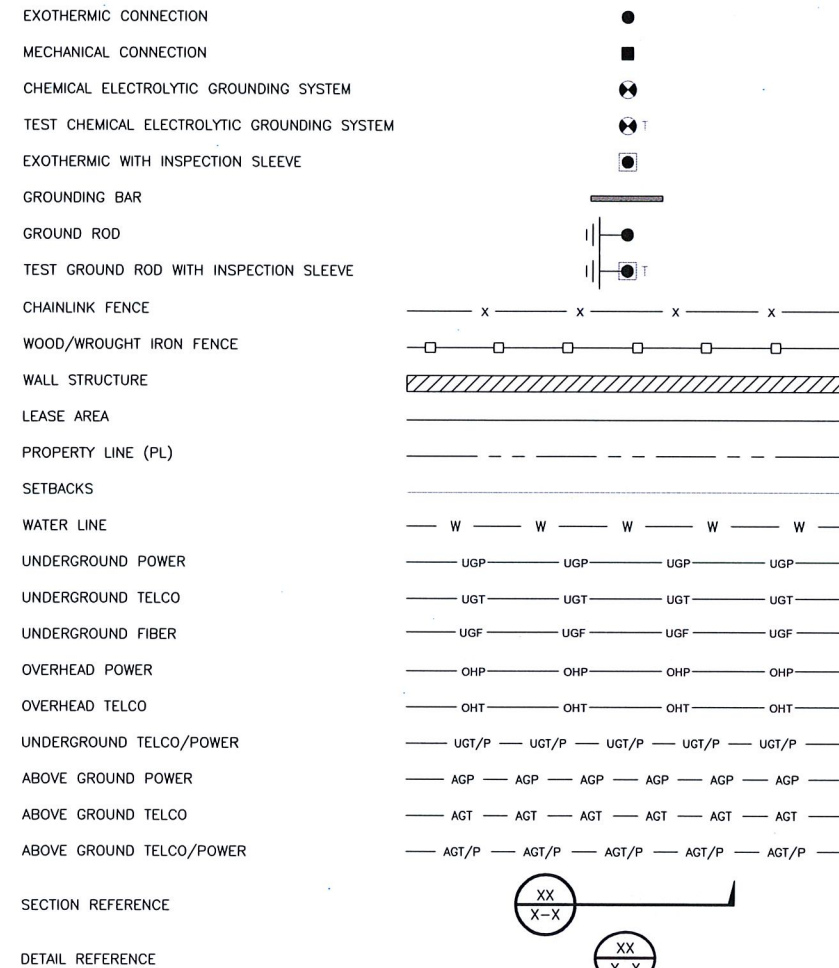 EXOTHERMIC CONNECTION
MECHANICAL CONNECTION
CHEMICAL ELECTROLYTIC GROUNDING SYSTEM
TEST CHEMICAL ELECTROLYTIC GROUNDING SYSTEM T
EXOTHERMIC WITH INSPECTION SLEEVE
GROUNDING BAR
GROUND ROD
TEST GROUND ROD WITH INSPECTION SLEEVE T
CHAINLINK FENCE X X X X
WOOD/WROUGHT IRON FENCE
WALL STRUCTURE
LEASE AREA
PROPERTY LINE (PL)
SETBACKS
WATER LINE W W W W W
UNDERGROUND POWER UGP UGP UGP UGP
UNDERGROUND TELCO UGT UGT UGT UGT
UNDERGROUND FIBER UGF UGF UGF UGF
OVERHEAD POWER OHP OHP OHP OHP
OVERHEAD TELCO OHT OHT OHT OHT
UNDERGROUND TELCO/POWER UGT/P UGT/P UGT/P UGT/P UGT/P
ABOVE GROUND POWER AGP AGP AGP AGP AGP AGP
ABOVE GROUND TELCO AGT AGT AGT AGT AGT AGT
ABOVE GROUND TELCO/POWER AGT/P AGT/P AGT/P AGT/P AGT/P
SECTION REFERENCE XX
X-X
DETAIL REFERENCE XX
X-X